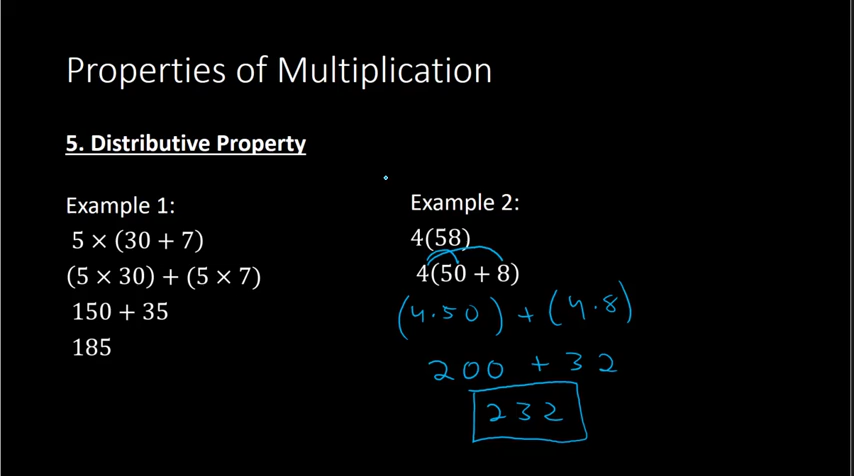 Properties of Multiplication
5. Distributive Property
Example 1:
5 × (30 + 7)
(5 × 30) + (5 × 7)
150 + 35
185
Example 2:
4(58)
4(50 + 8)
(4·50) + (4·8)
200 + 32
232